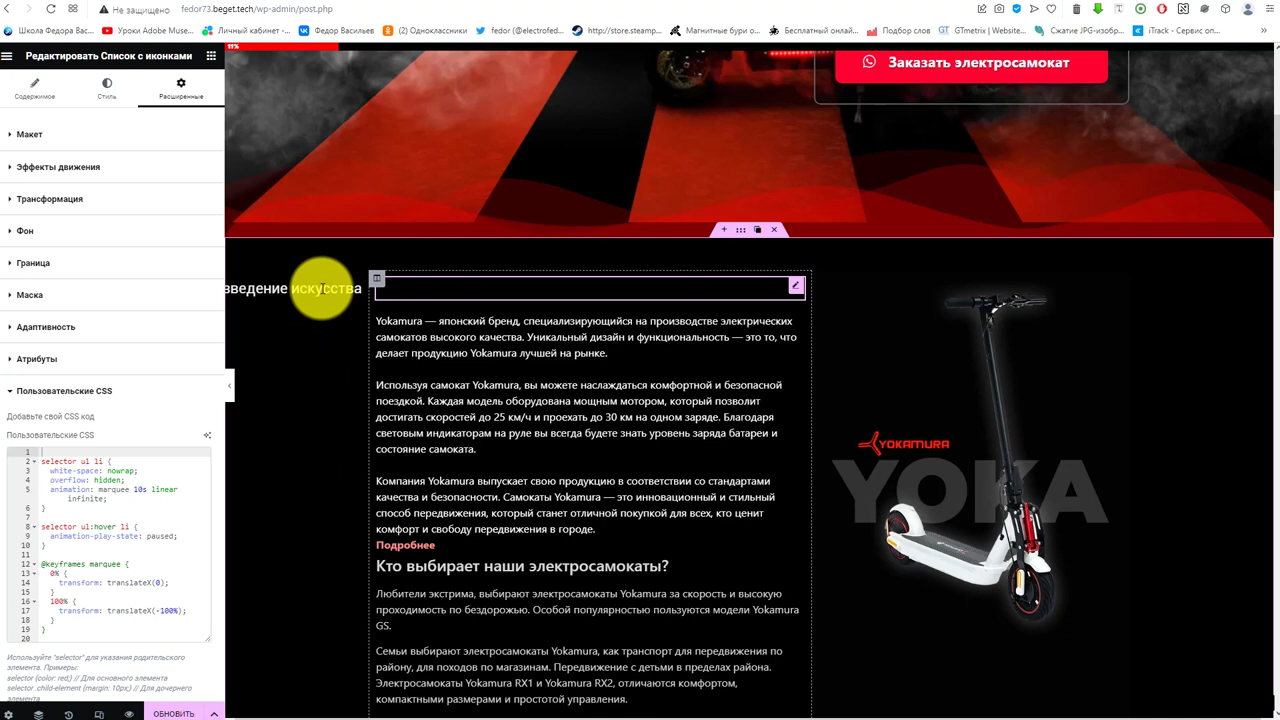 fedor73.beget.tech/wp-admin/post.php
Не защищено
Школа Федора Вас...
Уроки Adobe Muse...
Личный кабинет -...
Федор Васильев
(2) Одноклассники
fedor (@electrofed...
http://store.steamp...
Магнитные бури о...
Бесплатный онлай...
Подбор слов
GTmetrix | Website...
Сжатие JPG-изобр...
iTrack - Сервис оп...
Редактировать Список с иконками
Содержимое
Стиль
Расширенные
Макет
Эффекты движения
Трансформация
Фон
Граница
Маска
Адаптивность
Атрибуты
Пользовательские CSS
Добавьте свой CSS код
Пользовательские CSS
1
2 selector ul li {
3 white-space: nowrap;
4 overflow: hidden;
5 animation: marquee 10s linear
infinite;
6 }
7
8 selector ul:hover li {
9 animation-play-state: paused;
10 }
11
12 @keyframes marquee {
13 0% {
14 transform: translateX(0);
15 }
16 100% {
17 transform: translateX(-100%);
18 }
19 }
20
Используйте "selector" для указания родительского
элемента. Примеры:
selector {color: red;} // Для основного элемента
selector .child-element {margin: 10px;} // Для дочернего
элемента
ОБНОВИТЬ
11%
Заказать электросамокат
зведение искусства
Yokamura — японский бренд, специализирующийся на производстве электрических
самокатов высокого качества. Уникальный дизайн и функциональность — это то, что
делает продукцию Yokamura лучшей на рынке.
Используя самокат Yokamura, вы можете наслаждаться комфортной и безопасной
поездкой. Каждая модель оборудована мощным мотором, который позволяет
достигать скоростей до 25 км/ч и проехать до 30 км на одном заряде. Благодаря
световым индикаторам на руле вы всегда будете знать уровень заряда батареи и
состояние самоката.
Компания Yokamura выпускает свою продукцию в соответствии со стандартами
качества и безопасности. Самокаты Yokamura — это инновационный и стильный
способ передвижения, который станет отличной покупкой для всех, кто ценит
комфорт и свободу передвижения в городе.
Подробнее
Кто выбирает наши электросамокаты?
Любители экстрима, выбирают электросамокаты Yokamura за скорость и высокую
проходимость по бездорожью. Особой популярностью пользуются модели Yokamura
GS.
Семьи выбирают электросамокаты Yokamura, как транспорт для передвижения по
району, для походов по магазинам. Передвижение с детьми в пределах района.
Электросамокаты Yokamura RX1 и Yokamura RX2, отличаются комфортом,
компактными размерами и простотой управления.
YOKAMURA
YOKA